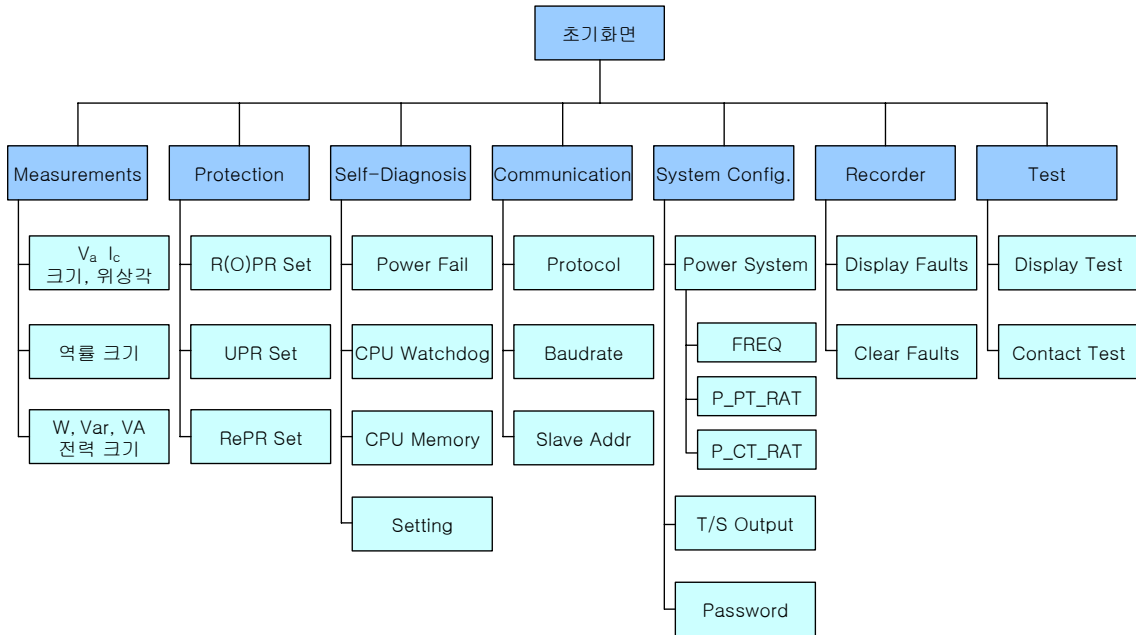 초기화면
Measurements
Protection
Self-Diagnosis
Communication
System Config.
Recorder
Test
Va Ic
크기, 위상각
역률 크기
W, Var, VA
전력 크기
R(O)PR Set
UPR Set
RePR Set
Power Fail
CPU Watchdog
CPU Memory
Setting
Protocol
Baudrate
Slave Addr
Power System
FREQ
P_PT_RAT
P_CT_RAT
T/S Output
Password
Display Faults
Clear Faults
Display Test
Contact Test